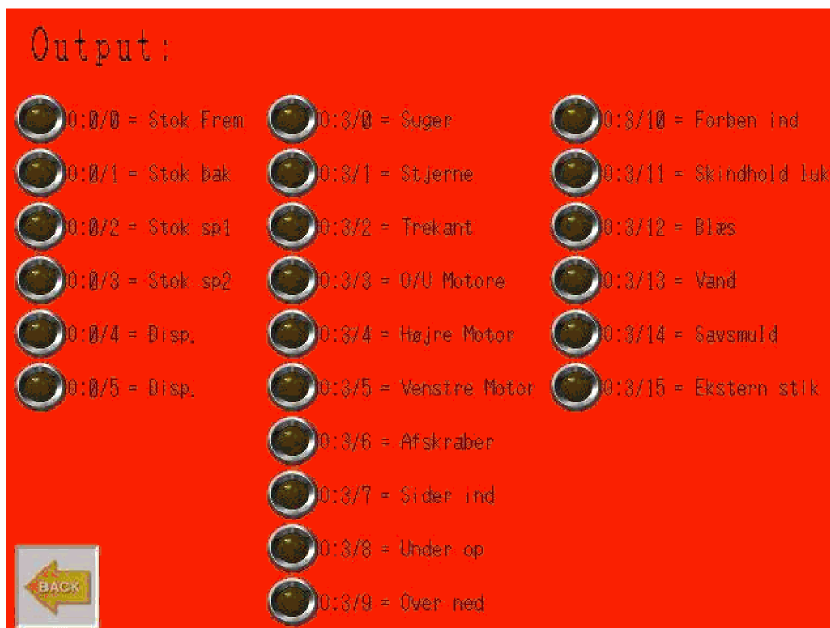 Output:
O:0/0 = Stok Frem
O:0/1 = Stok bak
O:0/2 = Stok sp1
O:0/3 = Stok sp2
O:0/4 = Disp.
O:0/5 = Disp.
O:3/0 = Suger
O:3/1 = Stjerne
O:3/2 = Trekant
O:3/3 = O/U Motore
O:3/4 = Højre Motor
O:3/5 = Venstre Motor
O:3/6 = Afskraber
O:3/7 = Sider ind
O:3/8 = Under op
O:3/9 = Over ned
O:3/10 = Forben ind
O:3/11 = Skindhold luk
O:3/12 = Blæs
O:3/13 = Vand
O:3/14 = Savsmuld
O:3/15 = Ekstern stik
BACK